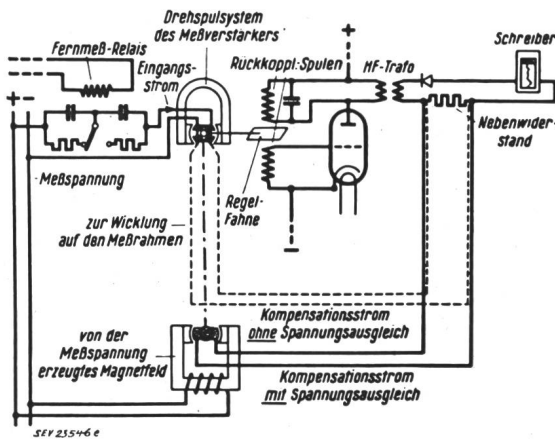 Drehspulsystem
des Meßverstärkers
Fernmeß-Relais
Eingangs-
strom
Rückkoppl.-Spulen
HF-Trafo
Schreiber
+ -
+
Nebenwider-
stand
Meßspannung
Regel-
Fahne
-
zur Wicklung
auf den Meßrahmen
Kompensationsstrom
ohne Spannungsausgleich
von der
Meßspannung
erzeugtes Magnetfeld
Kompensationsstrom
mit Spannungsausgleich
SEV 23546 e